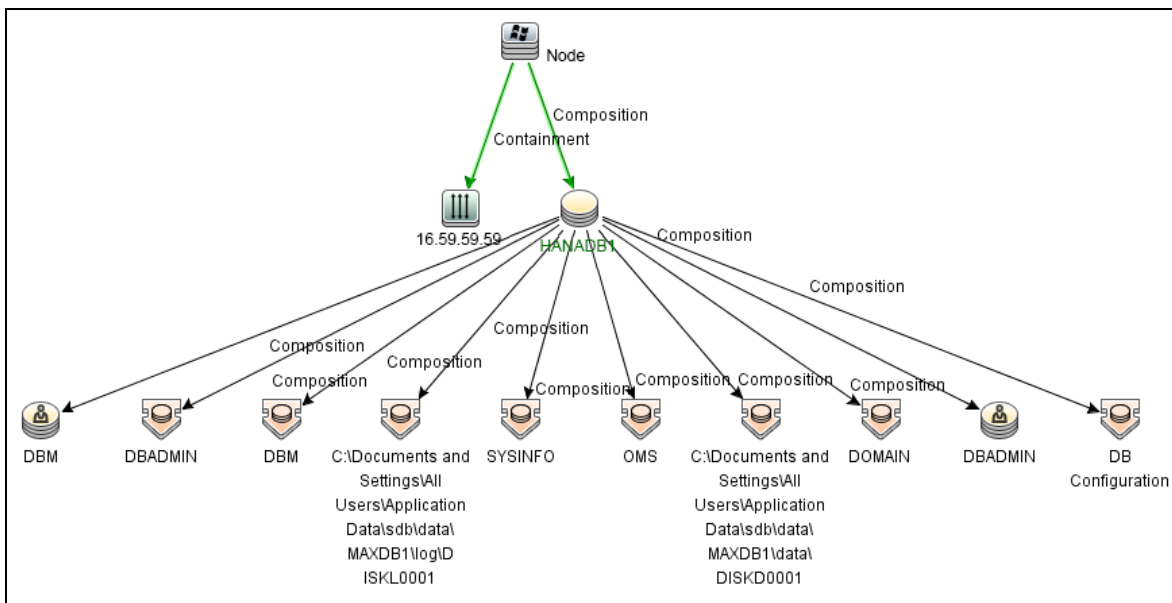 Node
Composition
Containment
16.59.59.59
HANADB1
Composition
Composition
Composition
Composition
Composition
Composition
Composition
Composition
Composition
Composition
DBM
DBADMIN
DBM
C:\Documents and
Settings\All
Users\Application
Data\sdb\data\
MAXDB1\log\D
ISKL0001
SYSINFO
OMS
C:\Documents and
Settings\All
Users\Application
Data\sdb\data\
MAXDB1\data\
DISKD0001
DOMAIN
DBADMIN
DB
Configuration